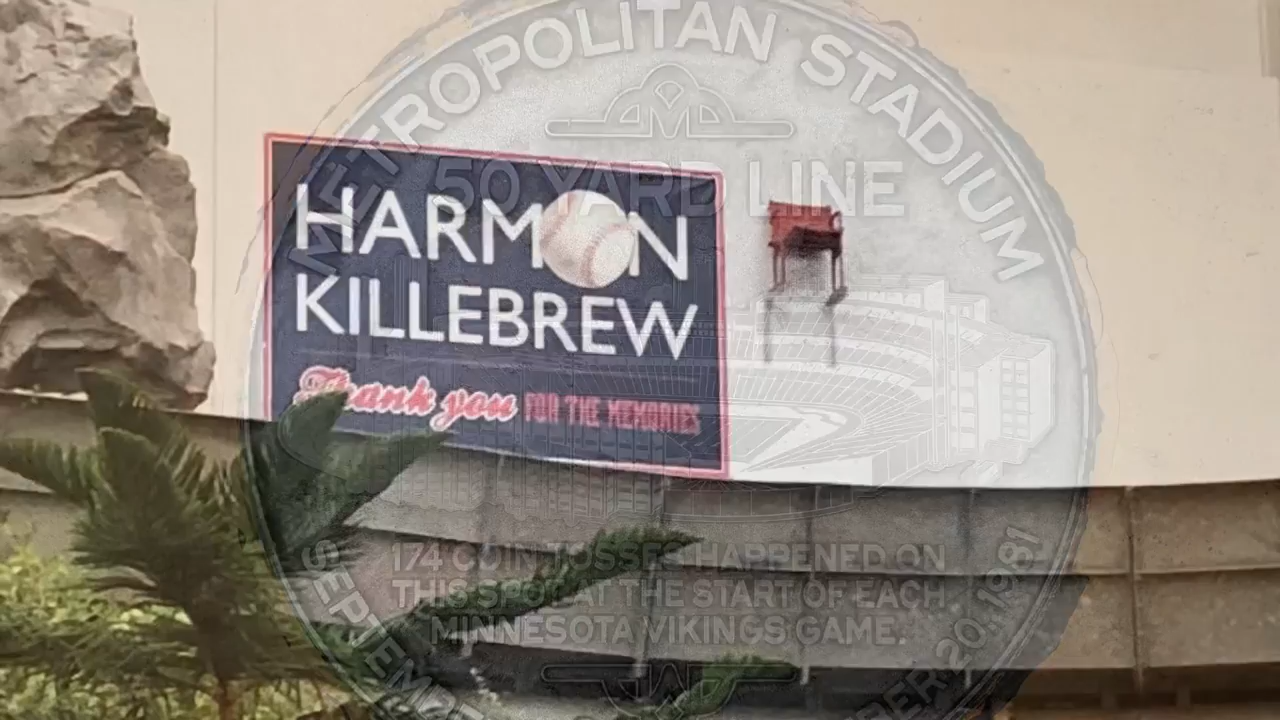 METROPOLITAN STADIUM
50 YARD LINE
HARMON
KILLEBREW
Thank you FOR THE MEMORIES
174 COIN TOSSES HAPPENED ON
THIS SPOT AT THE START OF EACH
MINNESOTA VIKINGS GAME.
20, 1981